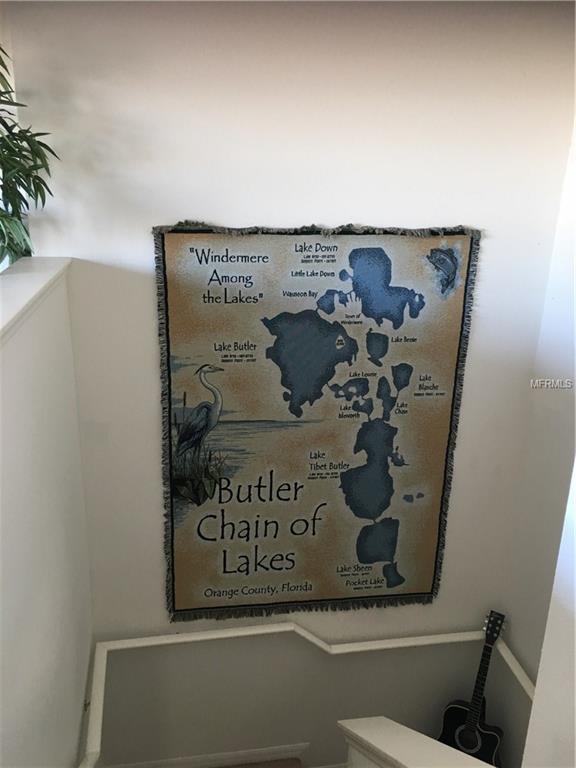 "Windermere
Among
the Lakes"
Lake Down
Little Lake Down
Wauseon Bay
Town of
Windermere
Lake Bessie
Lake Butler
Lake Louise
Lake
Blanche
Lake
Isleworth
Lake
Chase
Lake
Tibet Butler
Butler
Chain of
Lakes
Orange County, Florida
Lake Sheen
Pocket Lake
MFRMLS